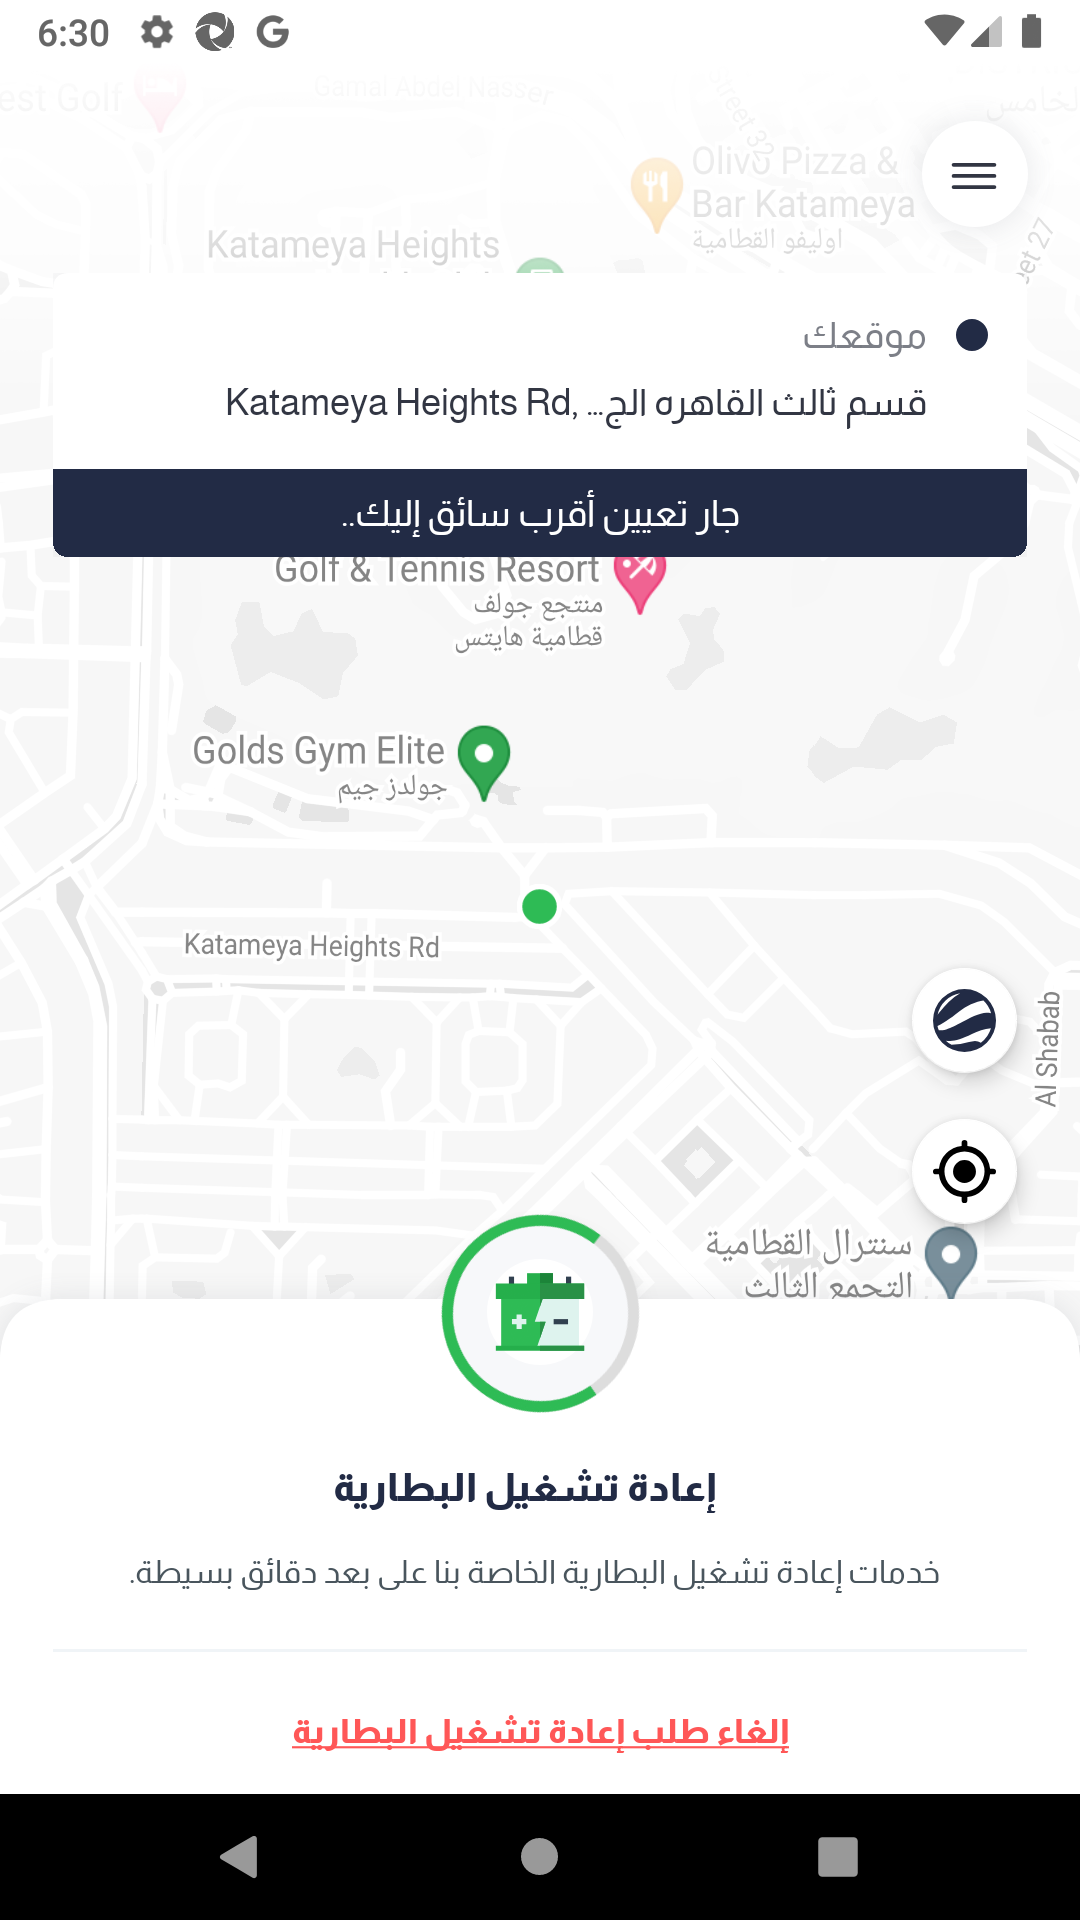 6:30
Gamal Abdel Nasser
est Golf
Street 32
الخامس
Olivo Pizza &
Bar Katameya
اوليفو القطامية
Katameya Heights
eet 27
موقعك
Katameya Heights Rd, قسم ثالث القاهره الج...
جار تعيين أقرب سائق إليك..
Golf & Tennis Resort
منتجع جولف
قطامية هايتس
Golds Gym Elite
جولدز جيم
Katameya Heights Rd
Al Shabab
سنترال القطامية
التجمع الثالث
إعادة تشغيل البطارية
خدمات إعادة تشغيل البطارية الخاصة بنا على بعد دقائق بسيطة.
إلغاء طلب إعادة تشغيل البطارية